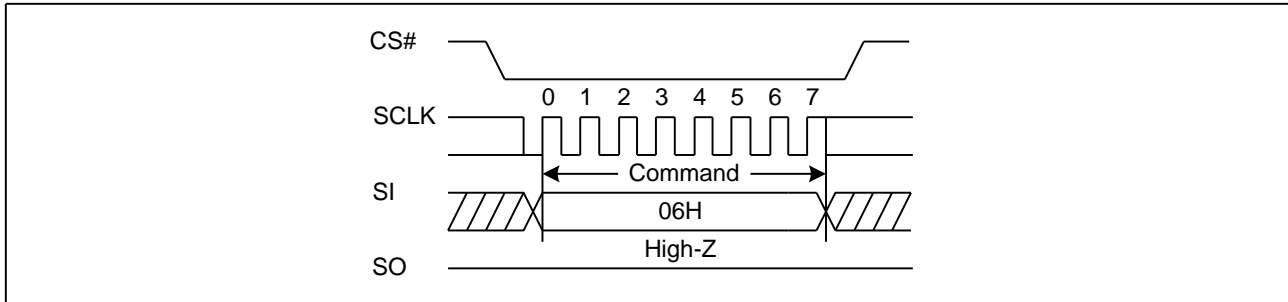 CS#
0 1 2 3 4 5 6 7
SCLK
Command
SI
06H
High-Z
SO